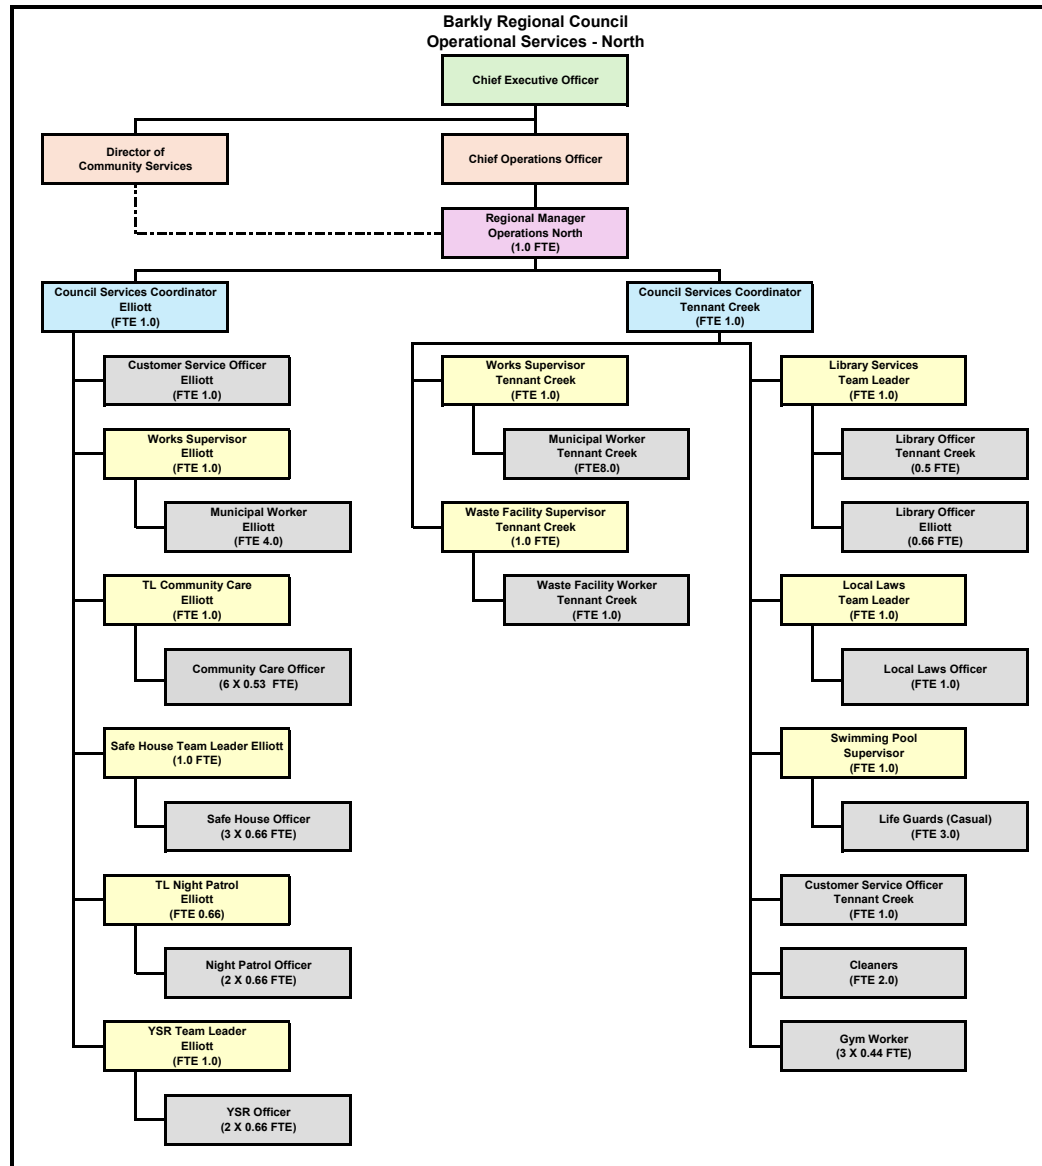 Barkly Regional Council
Operational Services - North
Chief Executive Officer
Director of
Community Services
Chief Operations Officer
Regional Manager
Operations North
(1.0 FTE)
Council Services Coordinator
Elliott
(FTE 1.0)
Council Services Coordinator
Tennant Creek
(FTE 1.0)
Customer Service Officer
Elliott
(FTE 1.0)
Works Supervisor
Elliott
(FTE 1.0)
Municipal Worker
Elliott
(FTE 4.0)
TL Community Care
Elliott
(FTE 1.0)
Community Care Officer
(6 X 0.53  FTE)
Safe House Team Leader Elliott
(1.0 FTE)
Safe House Officer
(3 X 0.66 FTE)
TL Night Patrol
Elliott
(FTE 0.66)
Night Patrol Officer
(2 X 0.66 FTE)
YSR Team Leader
Elliott
(FTE 1.0)
YSR Officer
(2 X 0.66 FTE)
Works Supervisor
Tennant Creek
(FTE 1.0)
Municipal Worker
Tennant Creek
(FTE8.0)
Waste Facility Supervisor
Tennant Creek
(1.0 FTE)
Waste Facility Worker
Tennant Creek
(FTE 1.0)
Library Services
Team Leader
(FTE 1.0)
Library Officer
Tennant Creek
(0.5 FTE)
Library Officer
Elliott
(0.66 FTE)
Local Laws
Team Leader
(FTE 1.0)
Local Laws Officer
(FTE 1.0)
Swimming Pool
Supervisor
(FTE 1.0)
Life Guards (Casual)
(FTE 3.0)
Customer Service Officer
Tennant Creek
(FTE 1.0)
Cleaners
(FTE 2.0)
Gym Worker
(3 X 0.44 FTE)